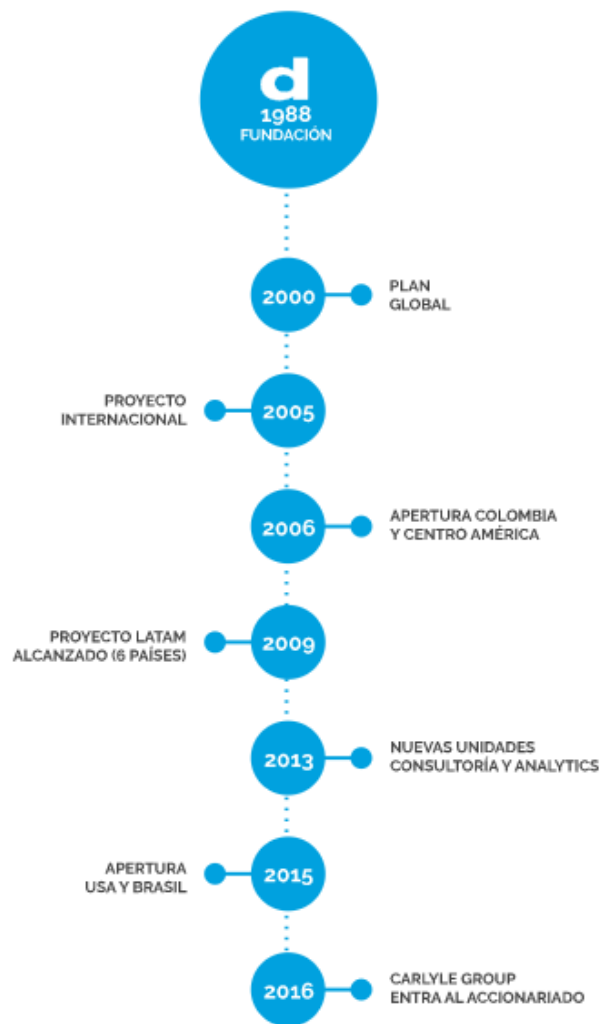 d
1988
FUNDACIÓN
2000
PLAN
GLOBAL
PROYECTO
INTERNACIONAL
2005
2006
APERTURA COLOMBIA
Y CENTRO AMÉRICA
PROYECTO LATAM
ALCANZADO (6 PAÍSES)
2009
2013
NUEVAS UNIDADES
CONSULTORÍA Y ANALYTICS
APERTURA
USA Y BRASIL
2015
2016
CARLYLE GROUP
ENTRA AL ACCIONARIADO